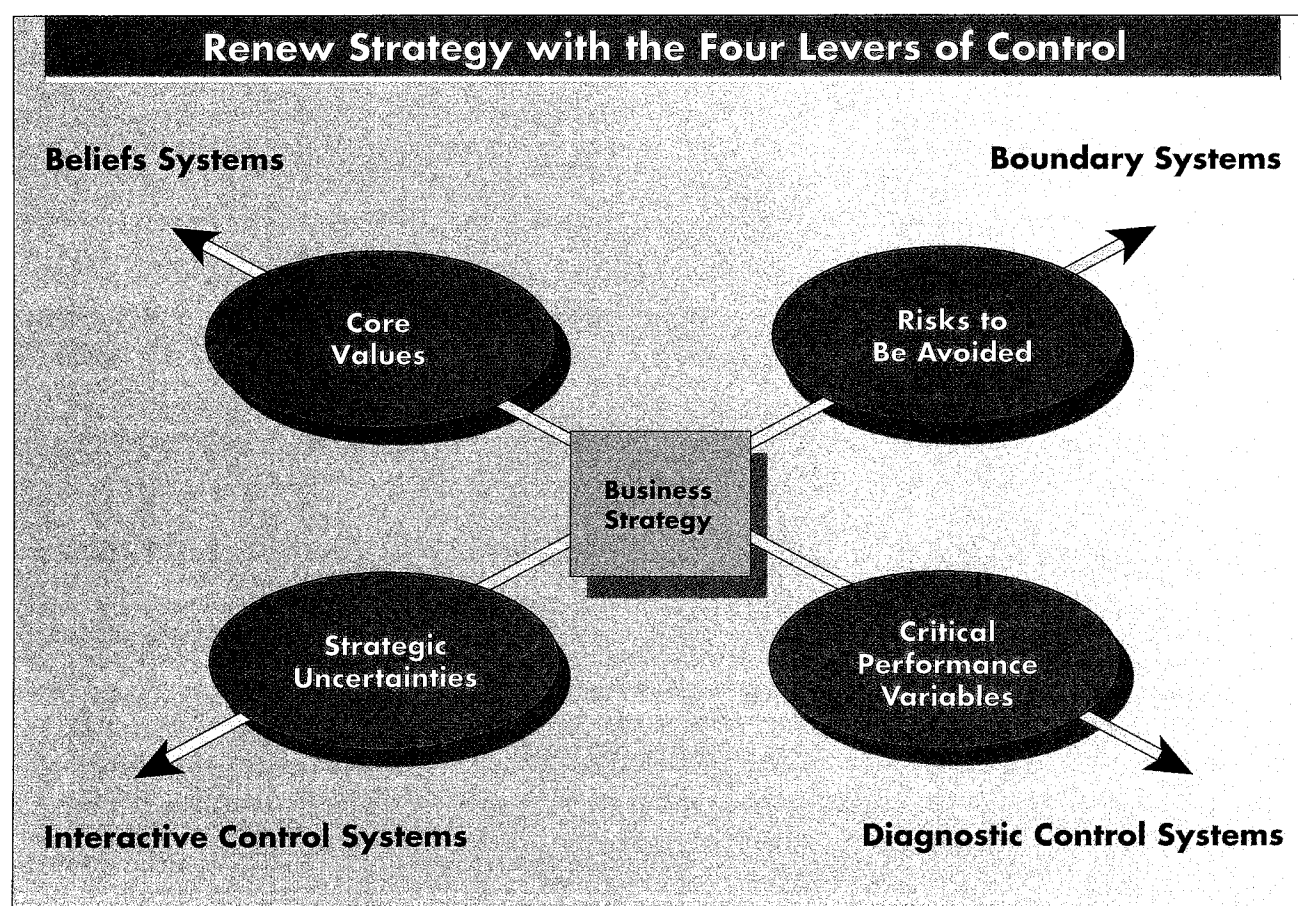 Renew Strategy with the Four Levers of Control
Beliefs Systems
Boundary Systems
Core
Values
Risks to
Be Avoided
Business
Strategy
Strategic
Uncertainties
Critical
Performance
Variables
Interactive Control Systems
Diagnostic Control Systems